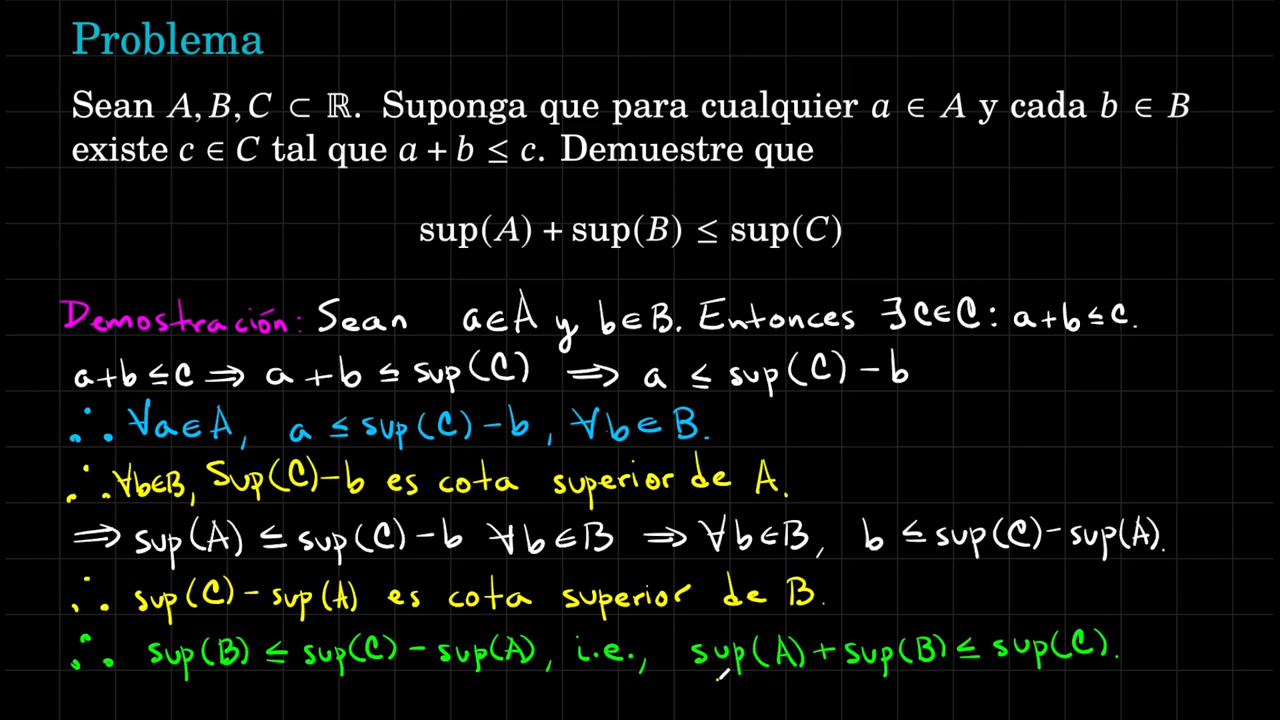 Problema
Sean A, B, C ⊂ ℝ. Suponga que para cualquier a ∈ A y cada b ∈ B
existe c ∈ C tal que a + b ≤ c. Demuestre que
sup(A) + sup(B) ≤ sup(C)
Demostración: Sean a∈A y b∈B. Entonces ∃c∈C: a+b≤c.
a+b≤c ⇒ a+b ≤ sup(C) ⇒ a ≤ sup(C)-b
∴ ∀a∈A, a ≤ sup(C)-b, ∀b∈B.
∴ ∀b∈B, Sup(C)-b es cota superior de A.
⇒ sup(A) ≤ sup(C)-b ∀b∈B ⇒ ∀b∈B, b ≤ sup(C)-sup(A).
∴ sup(C)-sup(A) es cota superior de B.
∴ sup(B) ≤ sup(C)-sup(A), i.e., sup(A)+sup(B) ≤ sup(C).